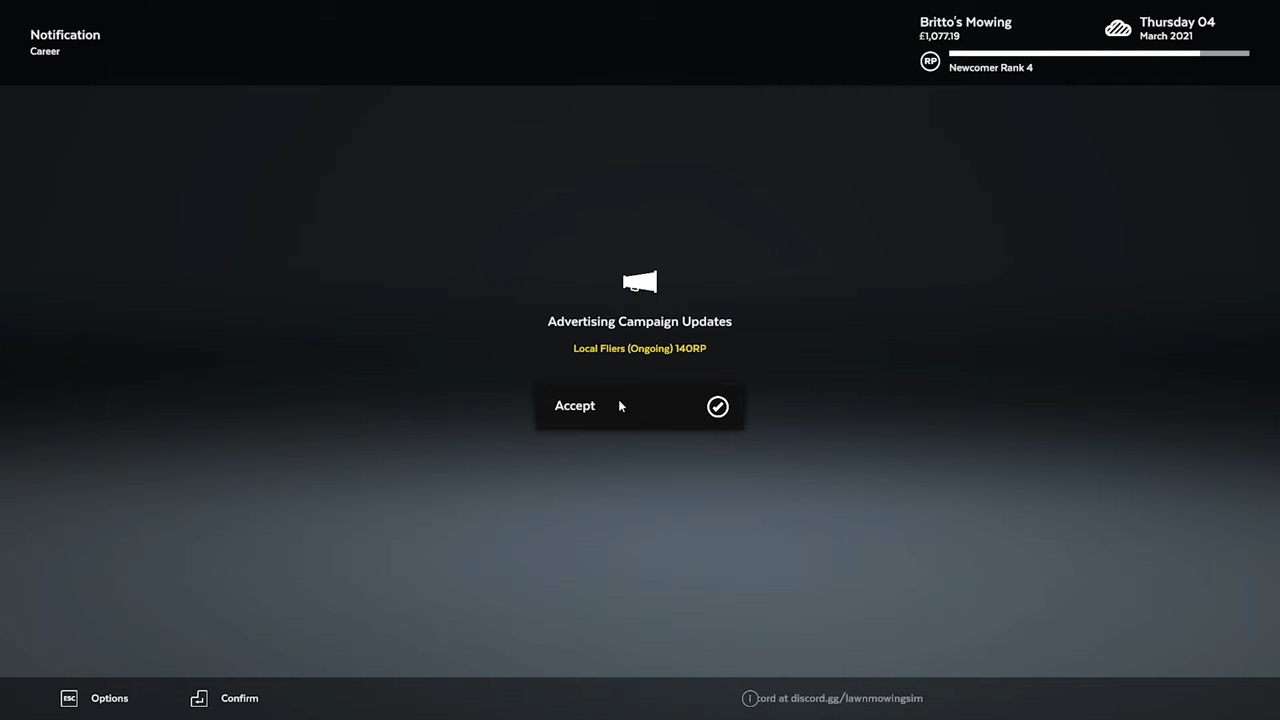 Notification
Career
Britto's Mowing
£1,077.19
Thursday 04
March 2021
RP
Newcomer Rank 4
Advertising Campaign Updates
Local Fliers (Ongoing) 140RP
Accept
ESC Options
Confirm
cord at discord.gg/lawnmowingsim